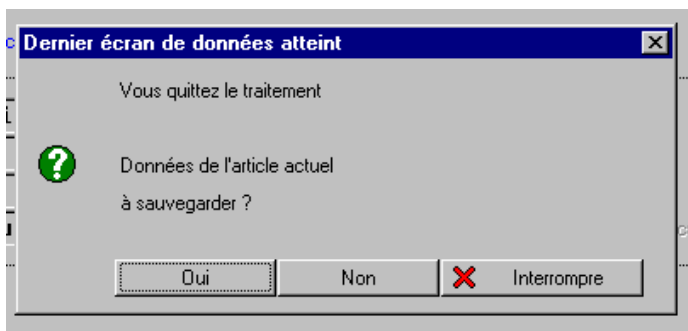 Dernier écran de données atteint
Vous quittez le traitement
Données de l'article actuel
à sauvegarder ?
Oui Non Interrompre